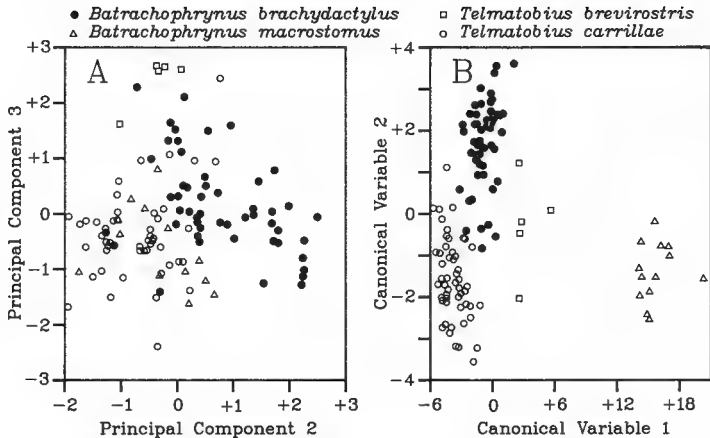 ● Batrachophrynus brachydactylus □ Telmatobius brevirostris
△ Batrachophrynus macrostomus ○ Telmatobius carrillae
A
+3
+2
+1
0
−1
−2
−3
Principal Component 3
−2 −1 0 +1 +2 +3
Principal Component 2
B
+4
+2
0
−2
−4
Canonical Variable 2
−6 0 +6 +12 +18
Canonical Variable 1